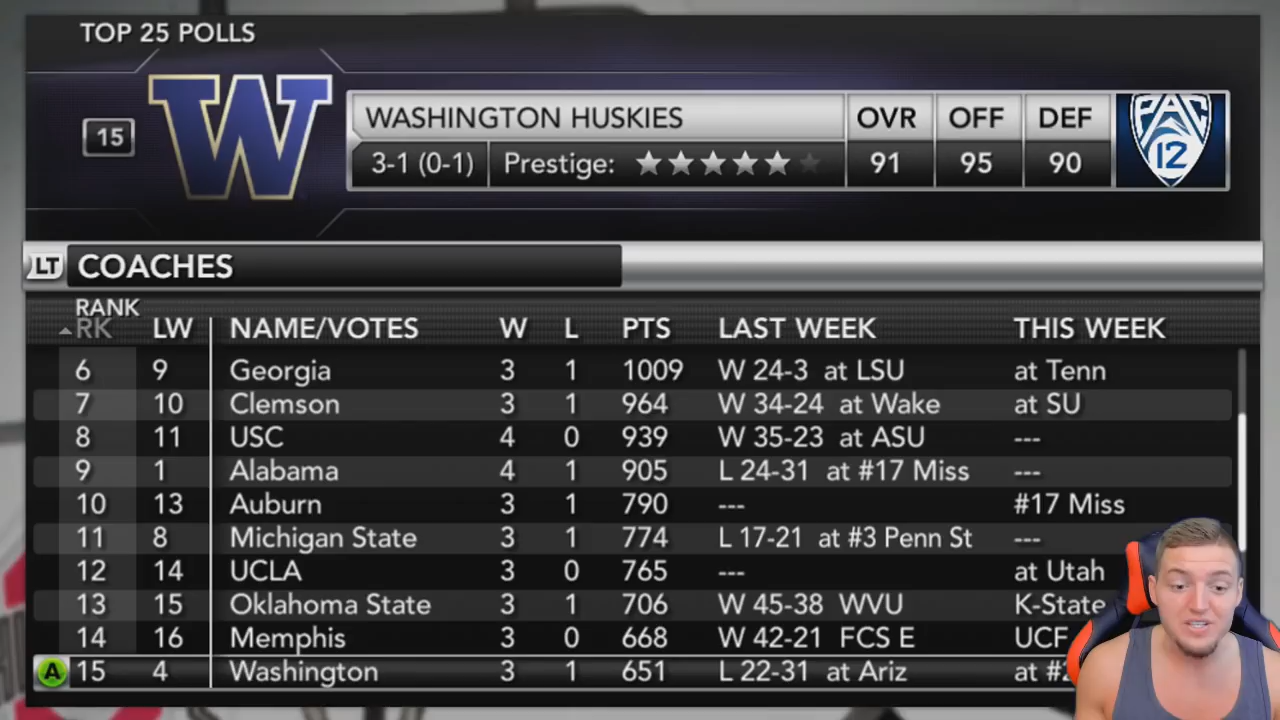 TOP 25 POLLS
15
W
WASHINGTON HUSKIES OVR OFF DEF
3-1 (0-1) Prestige: 91 95 90
PAC 12
LT COACHES
RANK
RK LW NAME/VOTES W L PTS LAST WEEK THIS WEEK
6 9 Georgia 3 1 1009 W 24-3 at LSU at Tenn
7 10 Clemson 3 1 964 W 34-24 at Wake at SU
8 11 USC 4 0 939 W 35-23 at ASU ---
9 1 Alabama 4 1 905 L 24-31 at #17 Miss ---
10 13 Auburn 3 1 790 --- #17 Miss
11 8 Michigan State 3 1 774 L 17-21 at #3 Penn St ---
12 14 UCLA 3 0 765 --- at Utah
13 15 Oklahoma State 3 1 706 W 45-38 WVU K-State
14 16 Memphis 3 0 668 W 42-21 FCS E UCF
A 15 4 Washington 3 1 651 L 22-31 at Ariz at